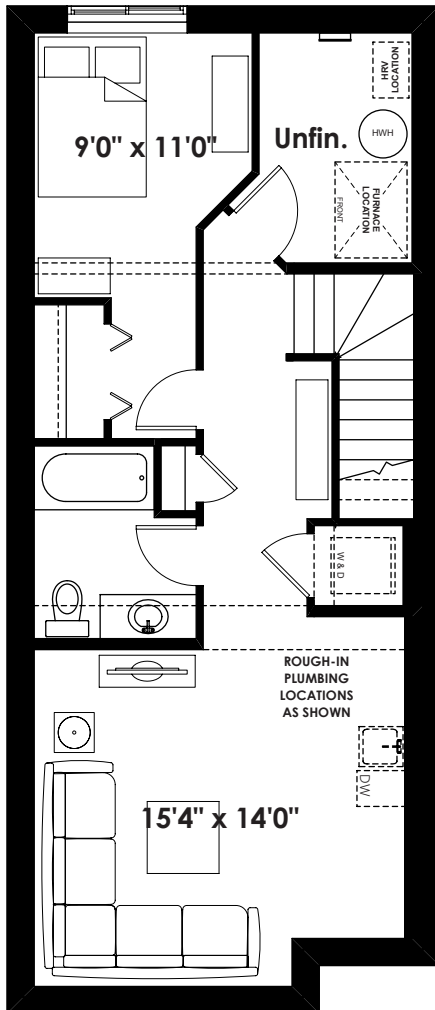 HRV
LOCATION
HWH
9'0" x 11'0"
Unfin.
FURNACE
LOCATION
FRONT
W & D
ROUGH-IN
PLUMBING
LOCATIONS
AS SHOWN
DW
15'4" x 14'0"